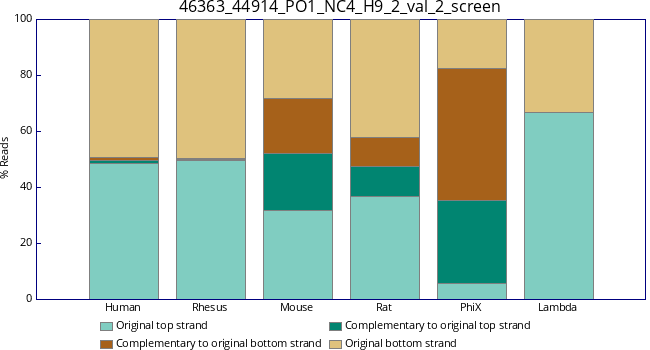 46363_44914_PO1_NC4_H9_2_val_2_screen
100
80
60
40
20
0
% Reads
Human Rhesus Mouse Rat PhiX Lambda
Original top strand Complementary to original top strand
Complementary to original bottom strand Original bottom strand